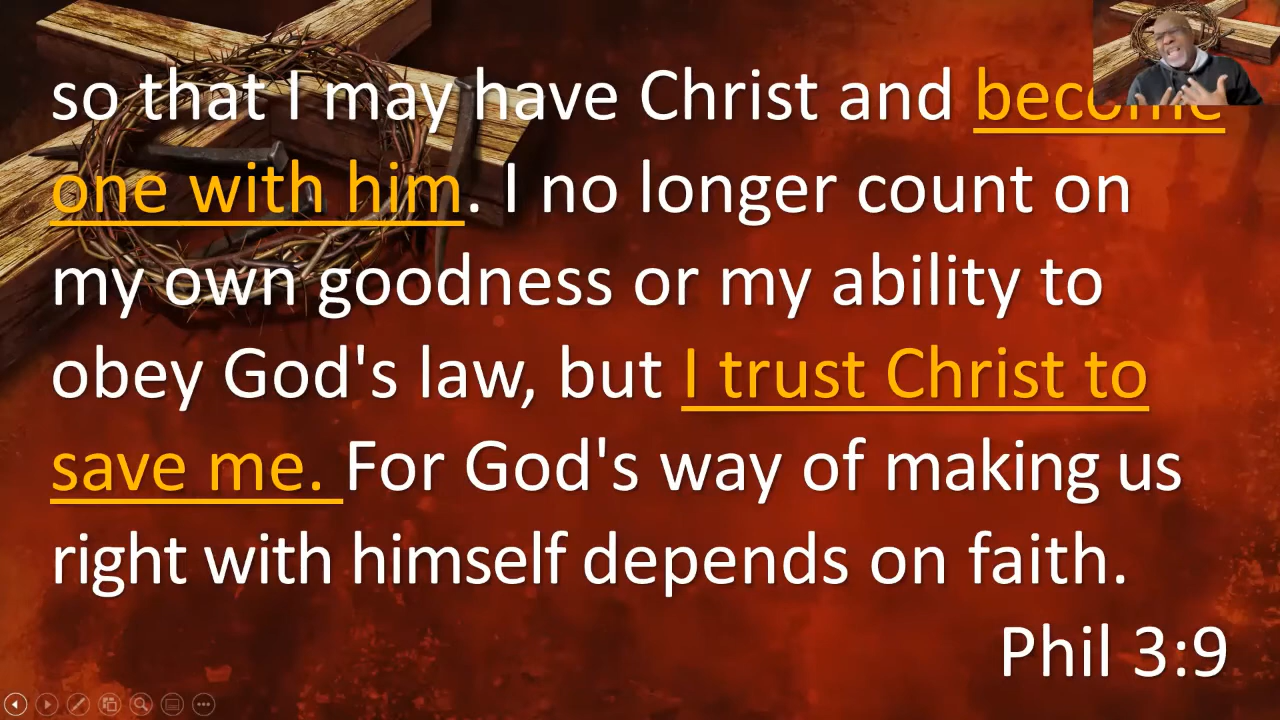 so that I may have Christ and become
one with him. I no longer count on
my own goodness or my ability to
obey God's law, but I trust Christ to
save me. For God's way of making us
right with himself depends on faith.
Phil 3:9